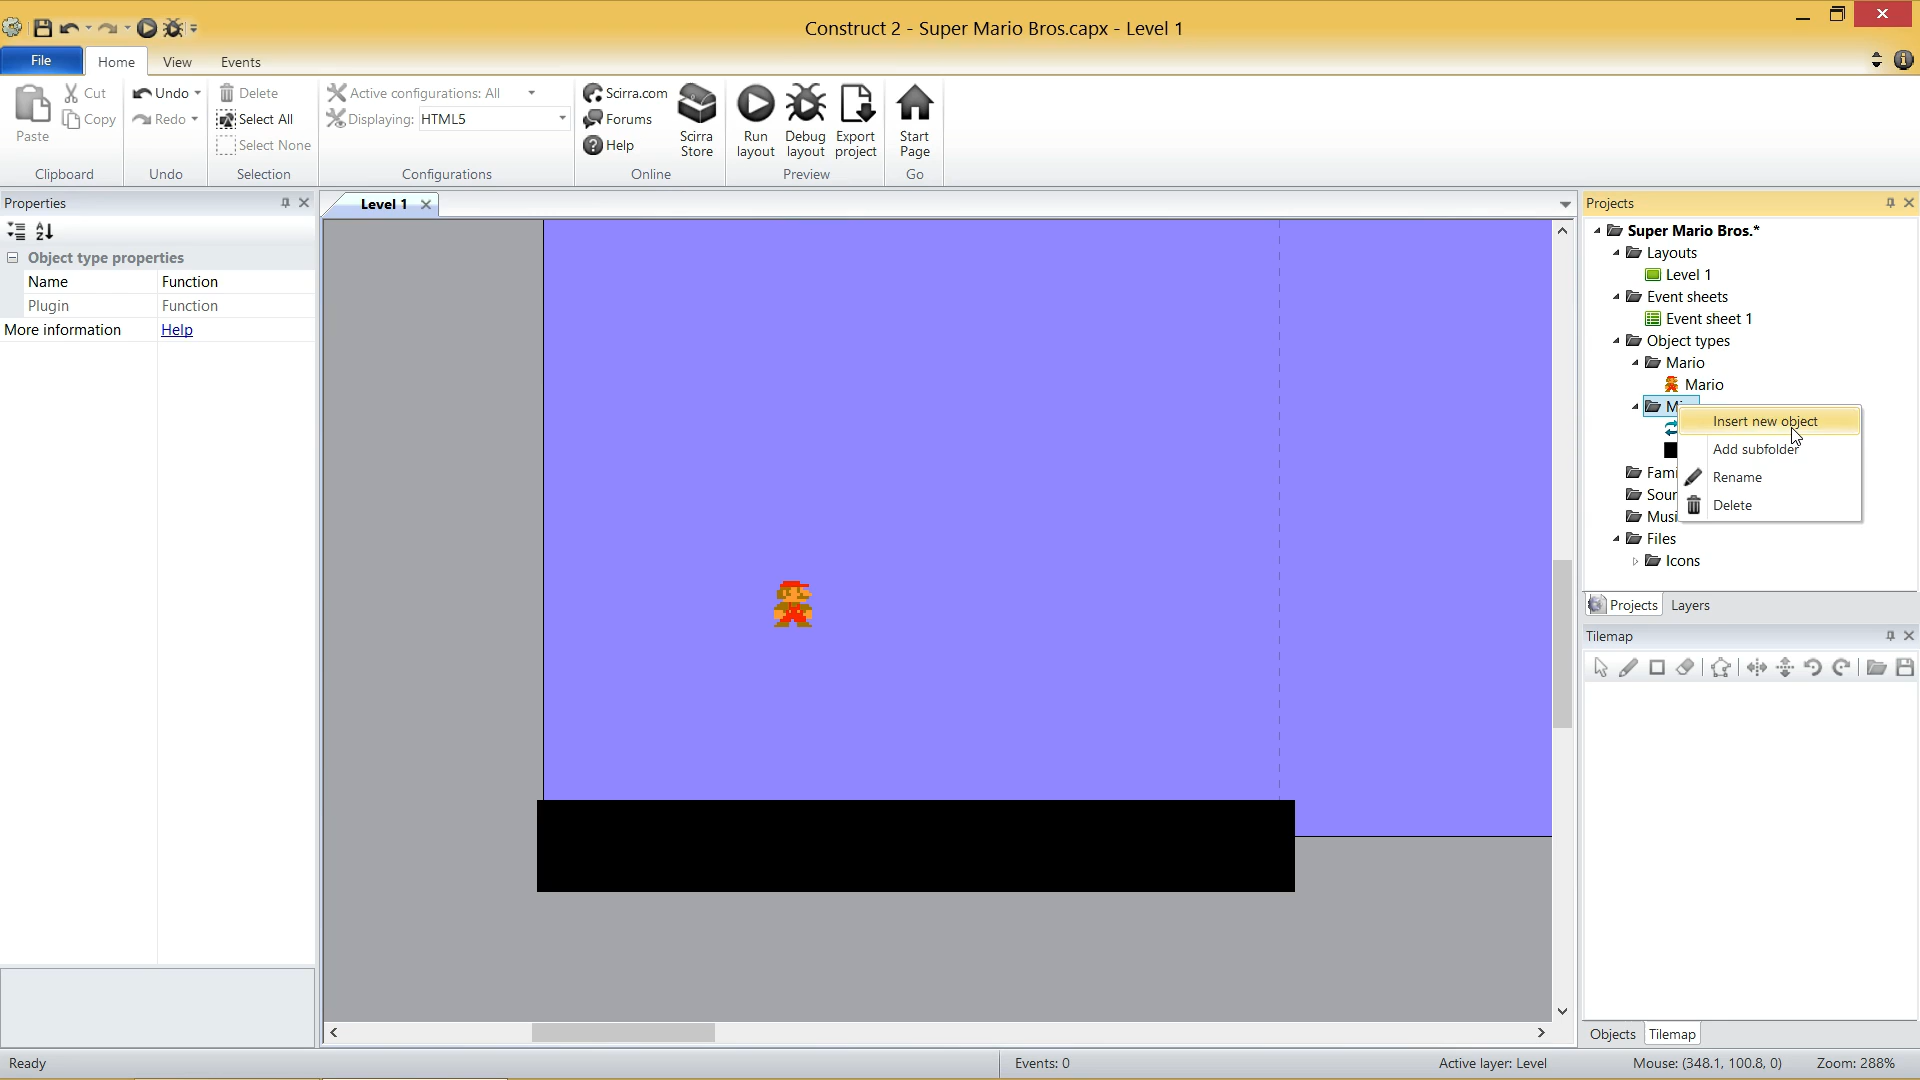 Construct 2 - Super Mario Bros.capx - Level 1
File
Home
View
Events
Paste
Cut
Copy
Clipboard
Undo
Redo
Undo
Delete
Select All
Select None
Selection
Active configurations: All
Displaying: HTML5
Configurations
Scirra.com
Forums
Help
Scirra Store
Online
Run layout
Debug layout
Export project
Preview
Start Page
Go
Properties
Object type properties
Name Function
Plugin Function
More information Help
Level 1
Projects
Super Mario Bros.*
Layouts
Level 1
Event sheets
Event sheet 1
Object types
Mario
Mario
Insert new object
Add subfolder
Rename
Delete
Files
Icons
Projects
Layers
Tilemap
Objects
Tilemap
Ready
Events: 0
Active layer: Level
Mouse: (348.1, 100.8, 0)
Zoom: 288%